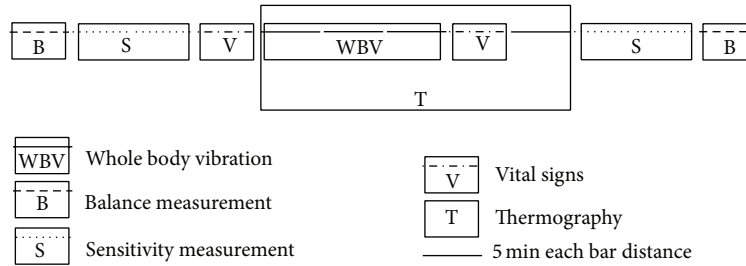 B S V WBV V S B
T
WBV Whole body vibration
B Balance measurement
S Sensitivity measurement
V Vital signs
T Thermography
5 min each bar distance